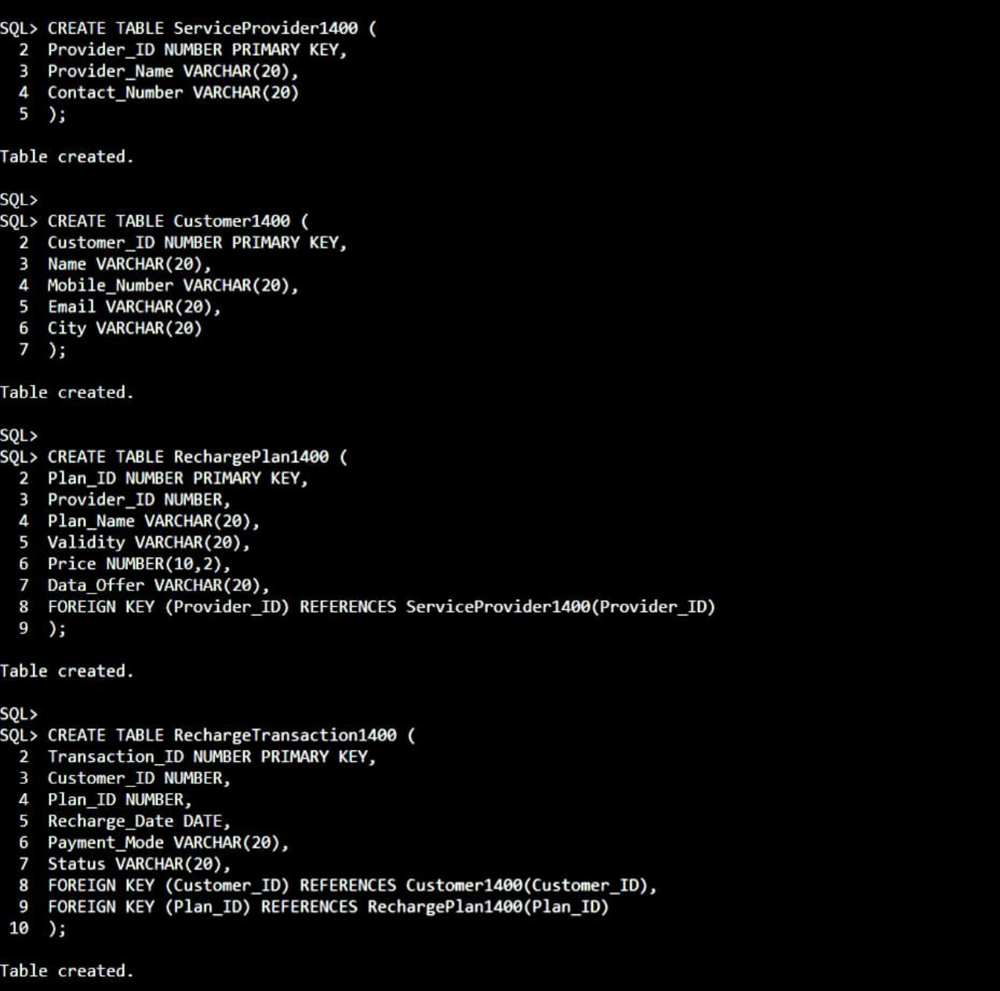 SQL> CREATE TABLE ServiceProvider1400 (
2 Provider_ID NUMBER PRIMARY KEY,
3 Provider_Name VARCHAR(20),
4 Contact_Number VARCHAR(20)
5 );
Table created.
SQL>
SQL> CREATE TABLE Customer1400 (
2 Customer_ID NUMBER PRIMARY KEY,
3 Name VARCHAR(20),
4 Mobile_Number VARCHAR(20),
5 Email VARCHAR(20),
6 City VARCHAR(20)
7 );
Table created.
SQL>
SQL> CREATE TABLE RechargePlan1400 (
2 Plan_ID NUMBER PRIMARY KEY,
3 Provider_ID NUMBER,
4 Plan_Name VARCHAR(20),
5 Validity VARCHAR(20),
6 Price NUMBER(10,2),
7 Data_Offer VARCHAR(20),
8 FOREIGN KEY (Provider_ID) REFERENCES ServiceProvider1400(Provider_ID)
9 );
Table created.
SQL>
SQL> CREATE TABLE RechargeTransaction1400 (
2 Transaction_ID NUMBER PRIMARY KEY,
3 Customer_ID NUMBER,
4 Plan_ID NUMBER,
5 Recharge_Date DATE,
6 Payment_Mode VARCHAR(20),
7 Status VARCHAR(20),
8 FOREIGN KEY (Customer_ID) REFERENCES Customer1400(Customer_ID),
9 FOREIGN KEY (Plan_ID) REFERENCES RechargePlan1400(Plan_ID)
10 );
Table created.